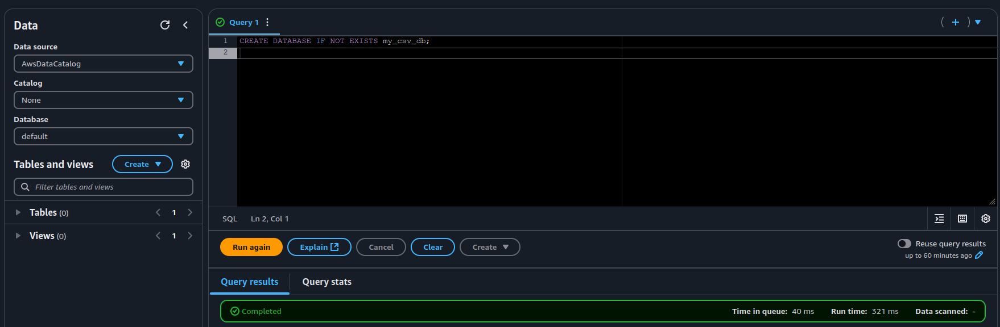 Data
Data source
AwsDataCatalog
Catalog
None
Database
default
Tables and views
Create
Filter tables and views
Tables (0)
1
Views (0)
1
Query 1
1 CREATE DATABASE IF NOT EXISTS my_csv_db;
2
SQL Ln 2, Col 1
Run again
Explain
Cancel
Clear
Create
Reuse query results
up to 60 minutes ago
Query results
Query stats
Completed
Time in queue: 40 ms
Run time: 321 ms
Data scanned: -